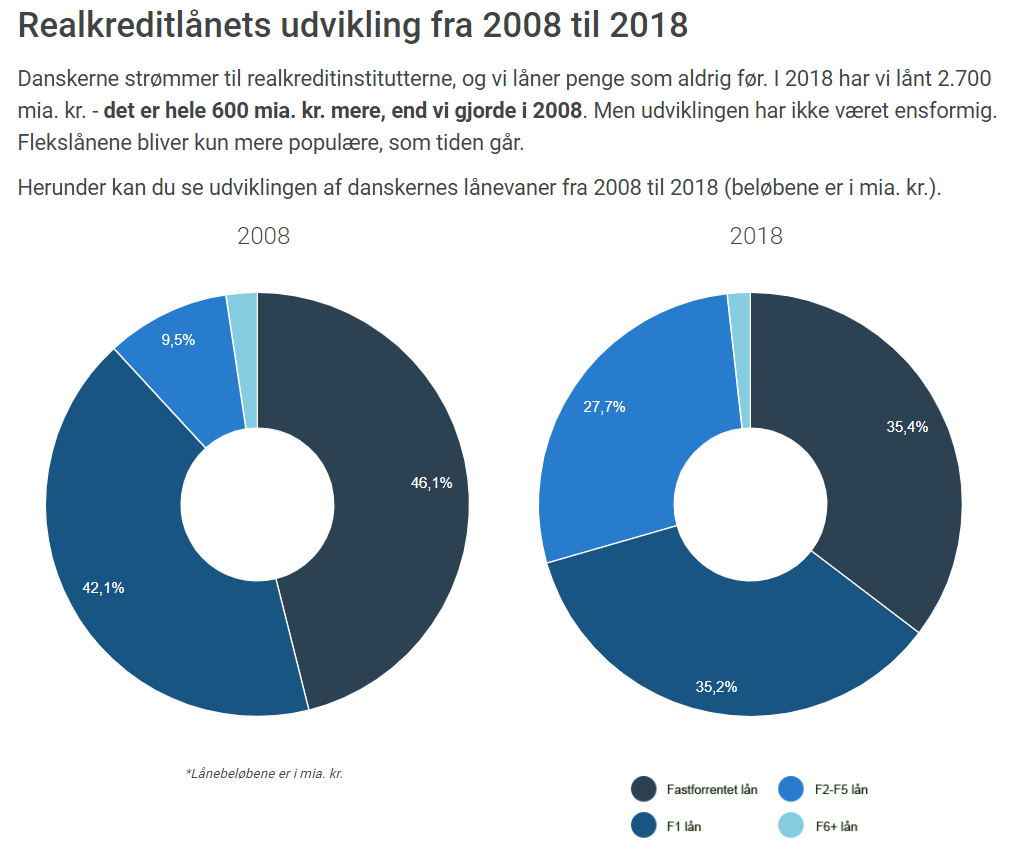 Realkreditlånets udvikling fra 2008 til 2018
Danskerne strømmer til realkreditinstitutterne, og vi låner penge som aldrig før. I 2018 har vi lånt 2.700
mia. kr. - det er hele 600 mia. kr. mere, end vi gjorde i 2008. Men udviklingen har ikke været ensformig.
Flekslånene bliver kun mere populære, som tiden går.
Herunder kan du se udviklingen af danskernes lånevaner fra 2008 til 2018 (beløbene er i mia. kr.).
2008
2018
9,5%
46,1%
42,1%
27,7%
35,4%
35,2%
*Lånebeløbene er i mia. kr.
Fastforrentet lån
F2-F5 lån
F1 lån
F6+ lån